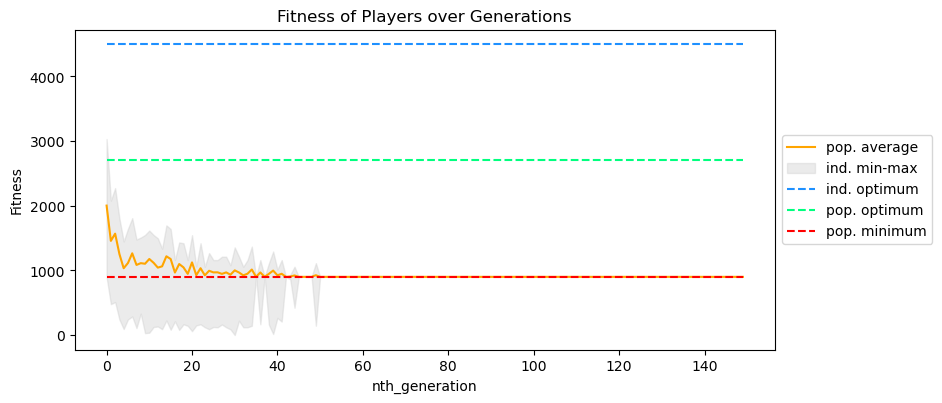 Fitness of Players over Generations
Fitness
4000
3000
2000
1000
0
0 20 40 60 80 100 120 140
nth_generation
pop. average
ind. min-max
ind. optimum
pop. optimum
pop. minimum